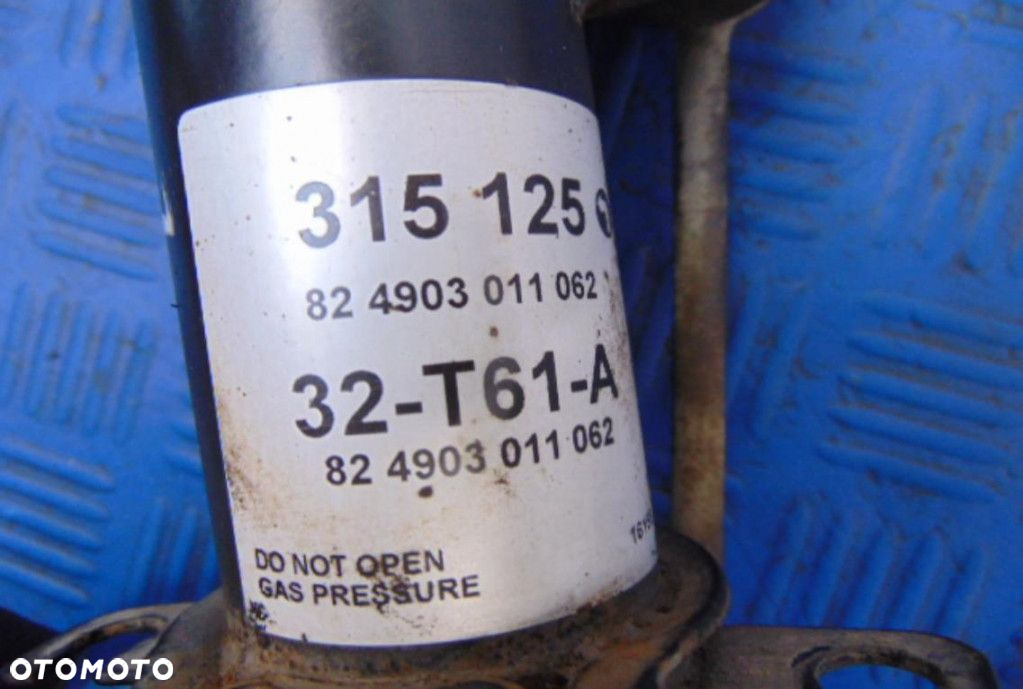 315 125
82 4903 011 062
32-T61-A
82 4903 011 062
DO NOT OPEN
GAS PRESSURE
OTOMOTO